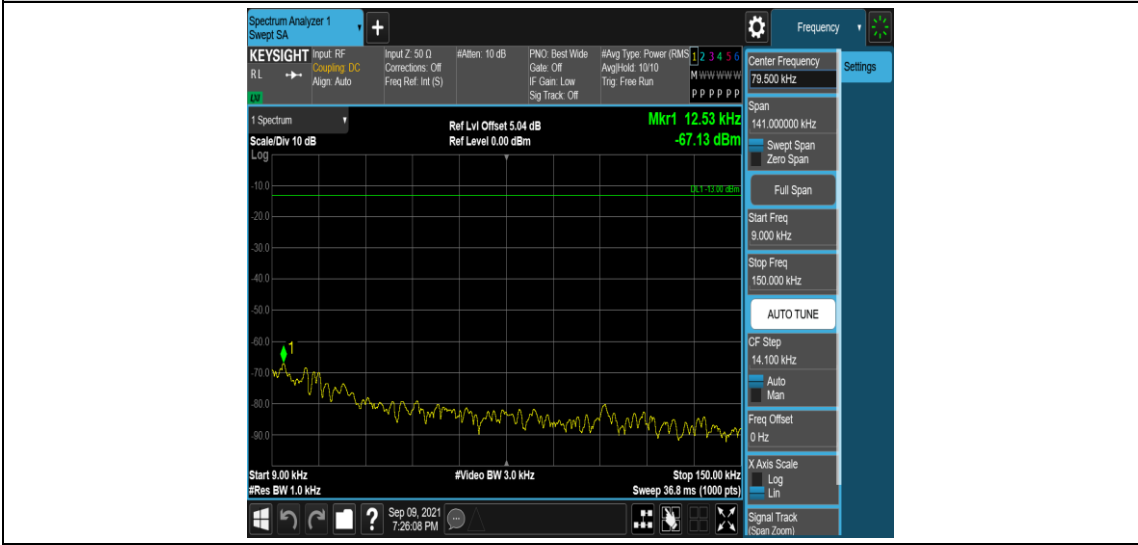 Spectrum Analyzer 1
Swept SA
+
Frequency
KEYSIGHT
RL
Input: RF
Coupling: DC
Align: Auto
Input Z: 50 Ω
Corrections: Off
Freq Ref: Int (S)
#Atten: 10 dB
PNO: Best Wide
Gate: Off
IF Gain: Low
Sig Track: Off
#Avg Type: Power (RMS
Avg|Hold: 10/10
Trig: Free Run
1 2 3 4 5 6
M W W W W W
P P P P P P
1 Spectrum
Scale/Div 10 dB
Log
Ref Lvl Offset 5.04 dB
Ref Level 0.00 dBm
Mkr1 12.53 kHz
-67.13 dBm
DL1 -13.00 dBm
-10.0
-20.0
-30.0
-40.0
-50.0
-60.0
-70.0
-80.0
-90.0
1
Start 9.00 kHz
#Res BW 1.0 kHz
#Video BW 3.0 kHz
Stop 150.00 kHz
Sweep 36.8 ms (1000 pts)
Center Frequency
79.500 kHz
Settings
Span
141.000000 kHz
Swept Span
Zero Span
Full Span
Start Freq
9.000 kHz
Stop Freq
150.000 kHz
AUTO TUNE
CF Step
14.100 kHz
Auto
Man
Freq Offset
0 Hz
X Axis Scale
Log
Lin
Signal Track
(Span Zoom)
?
Sep 09, 2021
7:26:08 PM